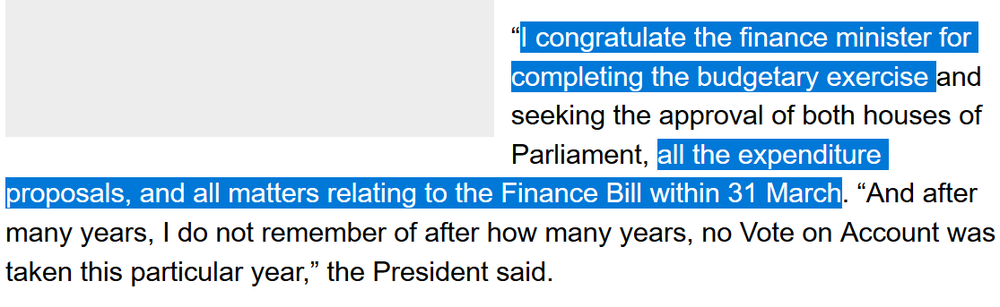 “I congratulate the finance minister for
completing the budgetary exercise and
seeking the approval of both houses of
Parliament, all the expenditure
proposals, and all matters relating to the Finance Bill within 31 March. “And after
many years, I do not remember of after how many years, no Vote on Account was
taken this particular year,” the President said.